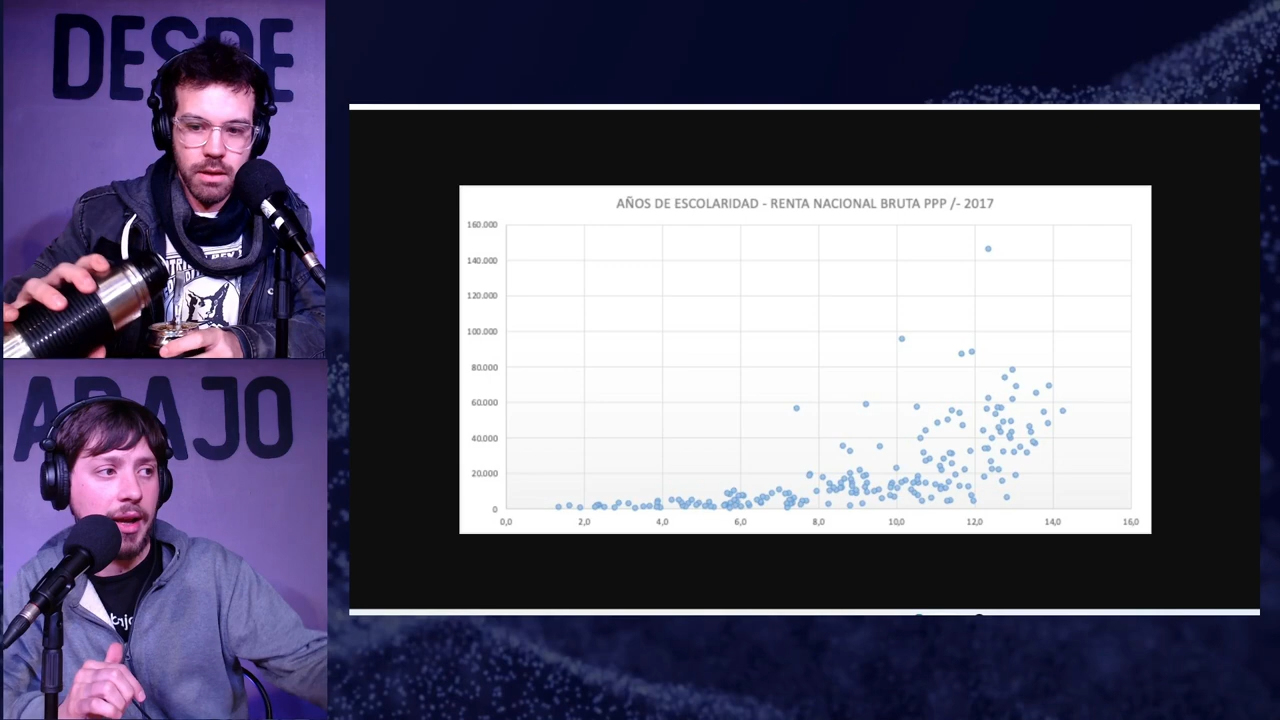 DESDE
ABAJO
AÑOS DE ESCOLARIDAD - RENTA NACIONAL BRUTA PPP /- 2017
160.000
140.000
120.000
100.000
80.000
60.000
40.000
20.000
0
0,0 2,0 4,0 6,0 8,0 10,0 12,0 14,0 16,0